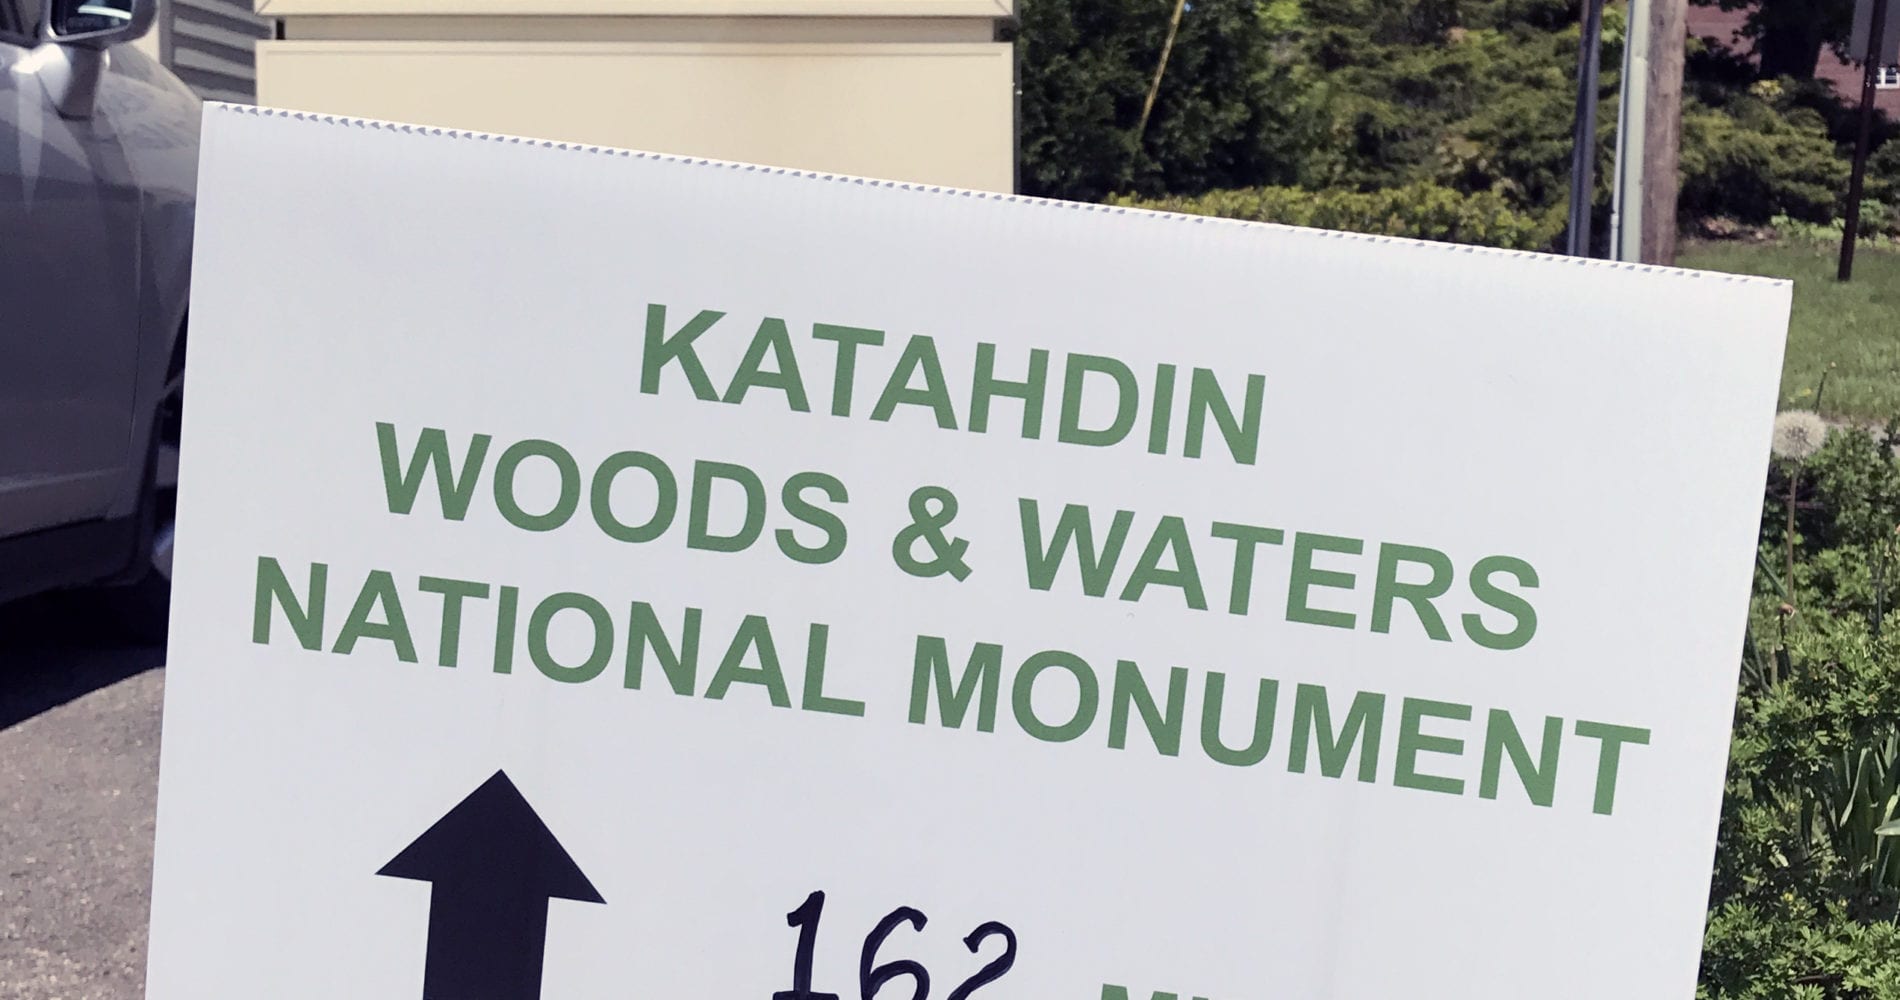 KATAHDIN
WOODS & WATERS
NATIONAL MONUMENT
162